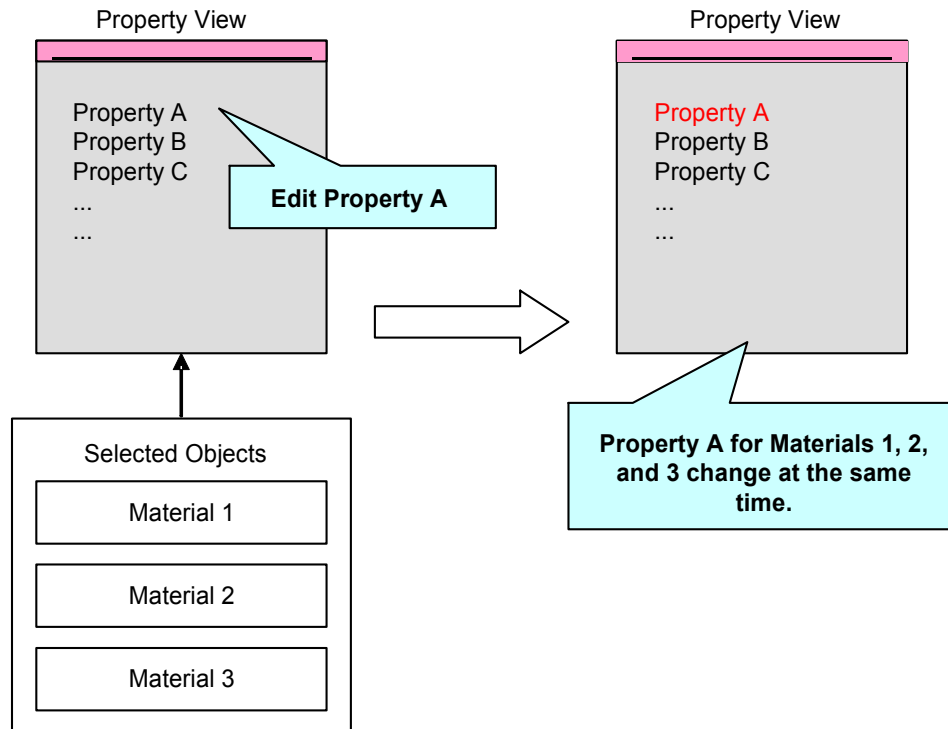 Property View
Property A
Property B
Property C
...
...
Edit Property A
Selected Objects
Material 1
Material 2
Material 3
Property View
Property A
Property B
Property C
...
...
Property A for Materials 1, 2,
and 3 change at the same
time.